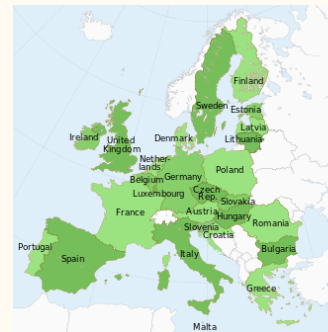 Finland
Sweden
Estonia
Latvia
Lithuania
Denmark
Ireland
United
Kingdom
Nether-
lands
Belgium
Luxembourg
Germany
Poland
Czech
Rep.
Slovakia
Austria
Hungary
Slovenia
Croatia
Romania
Bulgaria
France
Italy
Portugal
Spain
Greece
Malta